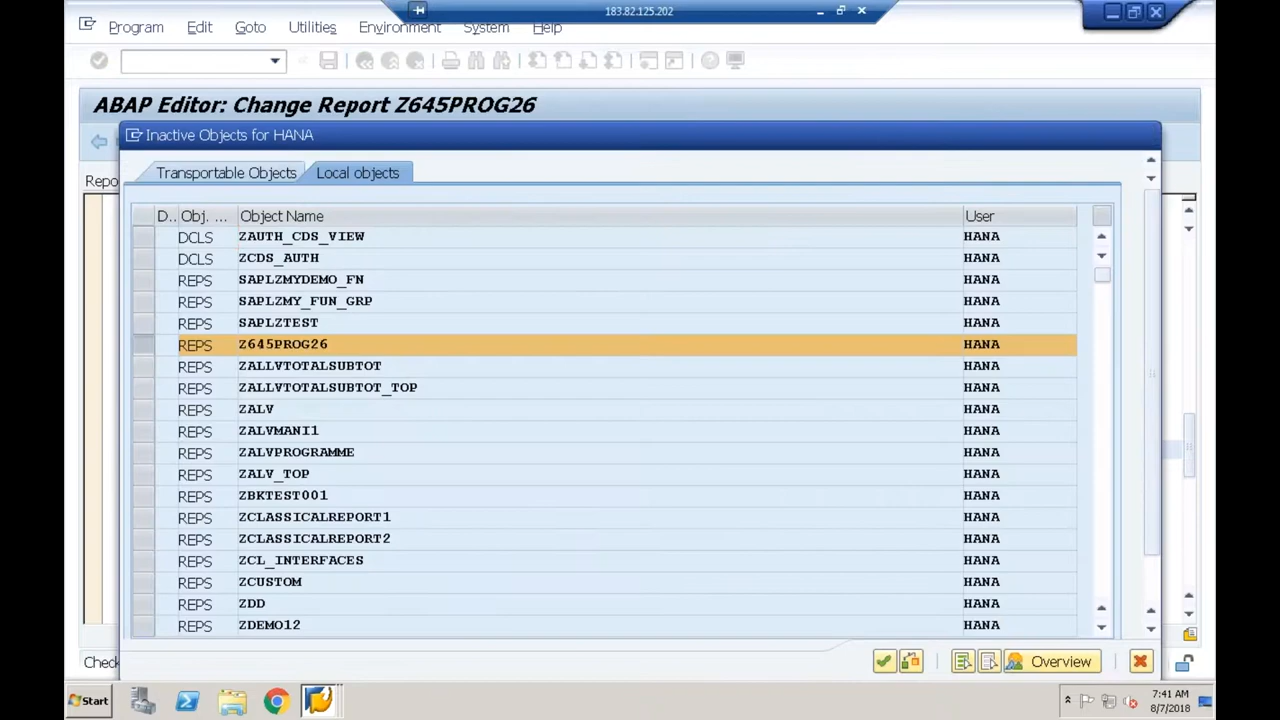 183.82.125.202
Program Edit Goto Utilities Environment System Help
ABAP Editor: Change Report Z645PROG26
Inactive Objects for HANA
Repo
Transportable Objects Local objects
D.. Obj. ... Object Name User
DCLS ZAUTH_CDS_VIEW HANA
DCLS ZCDS_AUTH HANA
REPS SAPLZMYDEMO_FN HANA
REPS SAPLZMY_FUN_GRP HANA
REPS SAPLZTEST HANA
REPS Z645PROG26 HANA
REPS ZALLVTOTALSUBTOT HANA
REPS ZALLVTOTALSUBTOT_TOP HANA
REPS ZALV HANA
REPS ZALVMANI1 HANA
REPS ZALVPROGRAMME HANA
REPS ZALV_TOP HANA
REPS ZBKTEST001 HANA
REPS ZCLASSICALREPORT1 HANA
REPS ZCLASSICALREPORT2 HANA
REPS ZCL_INTERFACES HANA
REPS ZCUSTOM HANA
REPS ZDD HANA
REPS ZDEMO12 HANA
Check
Overview
Start
7:41 AM
8/7/2018